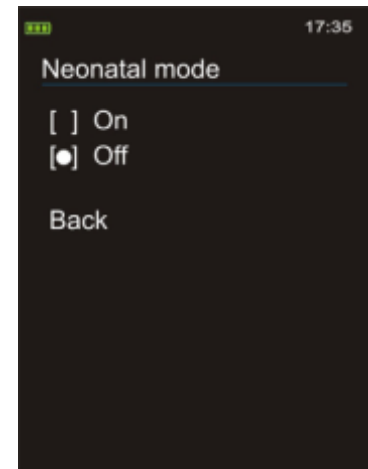 17:35
Neonatal mode
[ ] On
[●] Off
Back